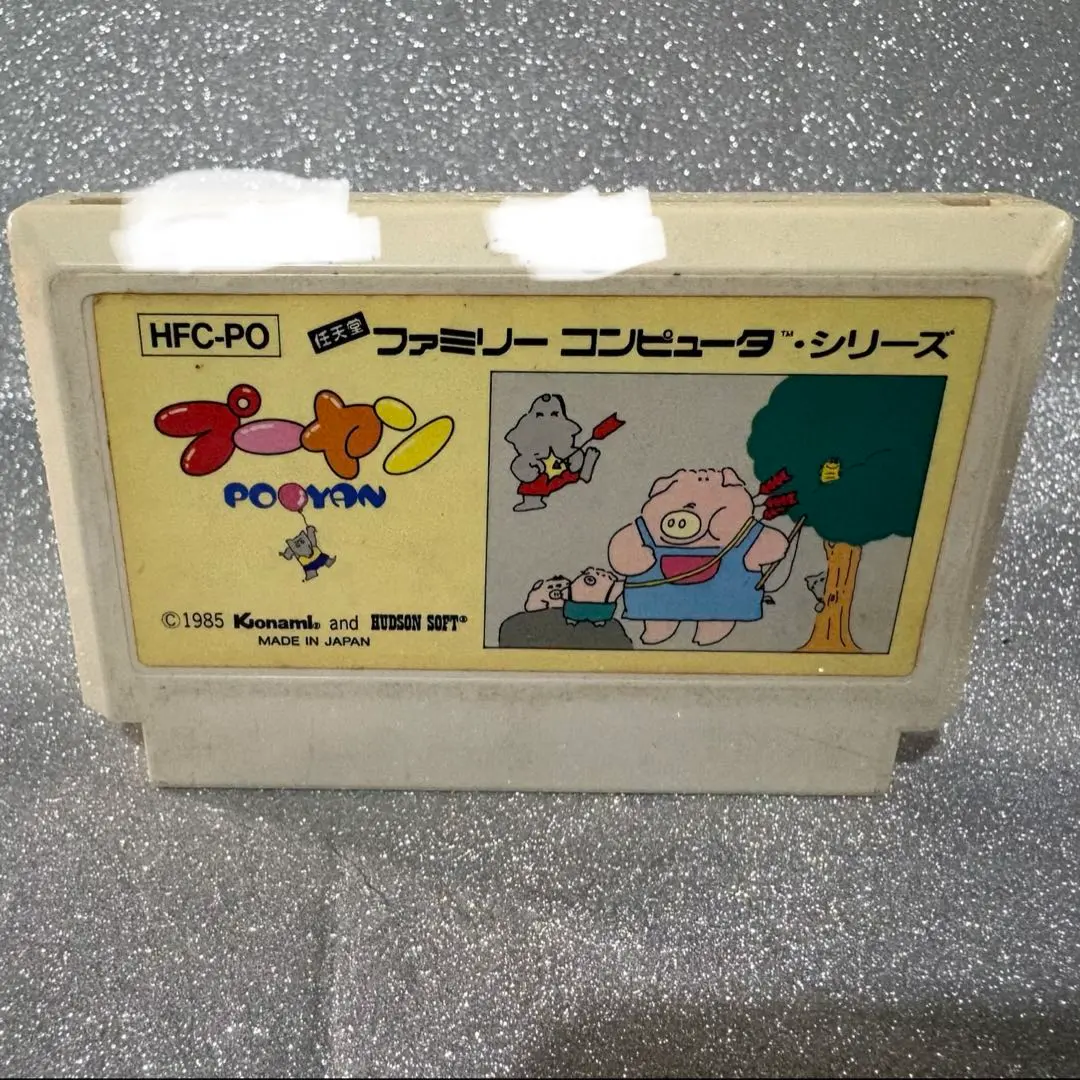 HFC-PO
任天堂 ファミリー コンピュータ™・シリーズ
プーヤン
POOYAN
©1985 Konami® and HUDSON SOFT®
MADE IN JAPAN